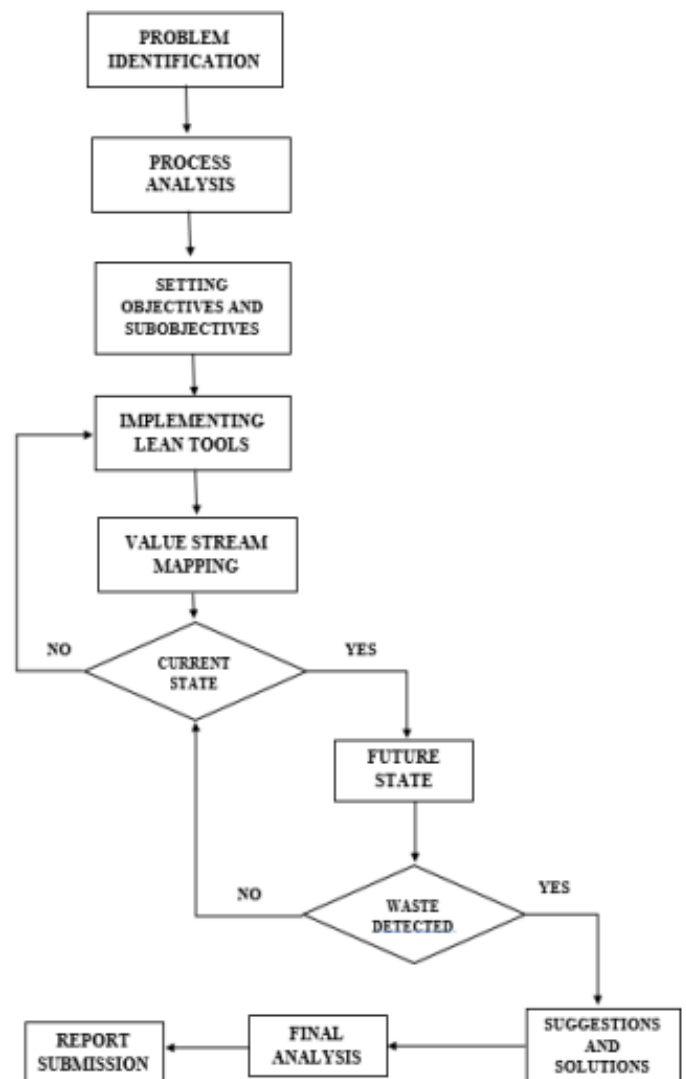 PROBLEM
IDENTIFICATION
PROCESS
ANALYSIS
SETTING
OBJECTIVES AND
SUBOBJECTIVES
IMPLEMENTING
LEAN TOOLS
VALUE STREAM
MAPPING
NO
CURRENT
STATE
YES
FUTURE
STATE
NO
WASTE
DETECTED
YES
REPORT
SUBMISSION
FINAL
ANALYSIS
SUGGESTIONS
AND
SOLUTIONS